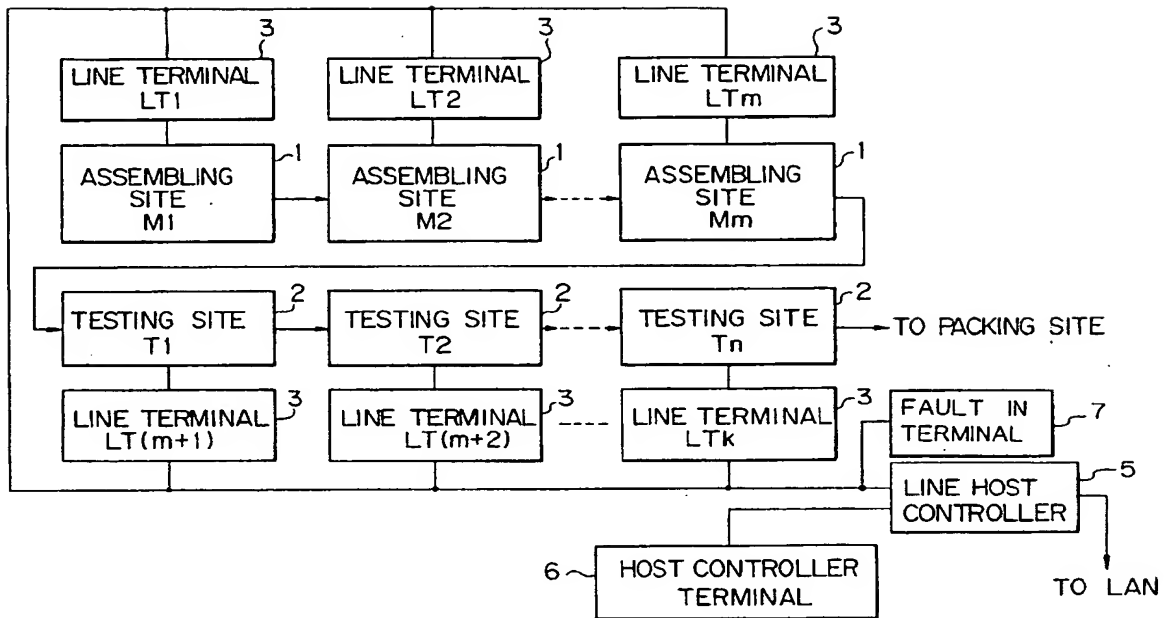 3
3
3
LINE TERMINAL
LT1
LINE TERMINAL
LT2
LINE TERMINAL
LTm
1
1
1
ASSEMBLING
SITE
M1
ASSEMBLING
SITE
M2
ASSEMBLING
SITE
Mm
2
2
2
TESTING SITE
T1
TESTING SITE
T2
TESTING SITE
Tn
TO PACKING SITE
3
3
3
LINE TERMINAL
LT(m+1)
LINE TERMINAL
LT(m+2)
LINE TERMINAL
LTk
FAULT IN
TERMINAL
7
5
LINE HOST
CONTROLLER
6
HOST CONTROLLER
TERMINAL
TO LAN